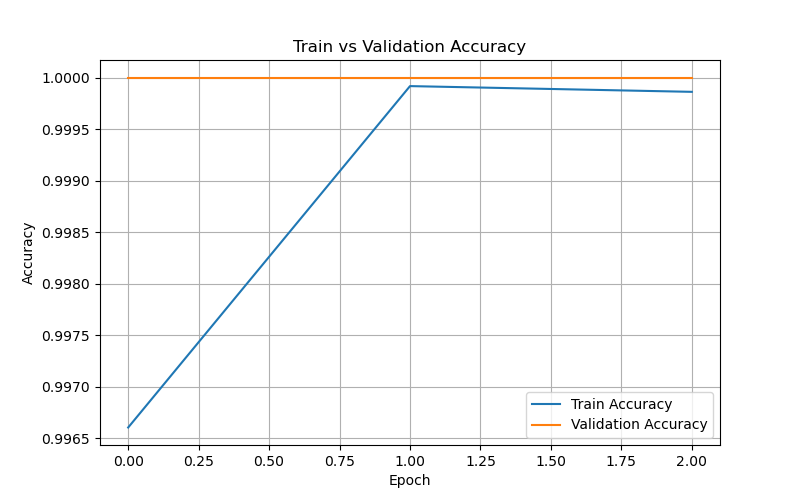 Train vs Validation Accuracy
Accuracy
1.0000
0.9995
0.9990
0.9985
0.9980
0.9975
0.9970
0.9965
Train Accuracy
Validation Accuracy
0.00 0.25 0.50 0.75 1.00 1.25 1.50 1.75 2.00
Epoch